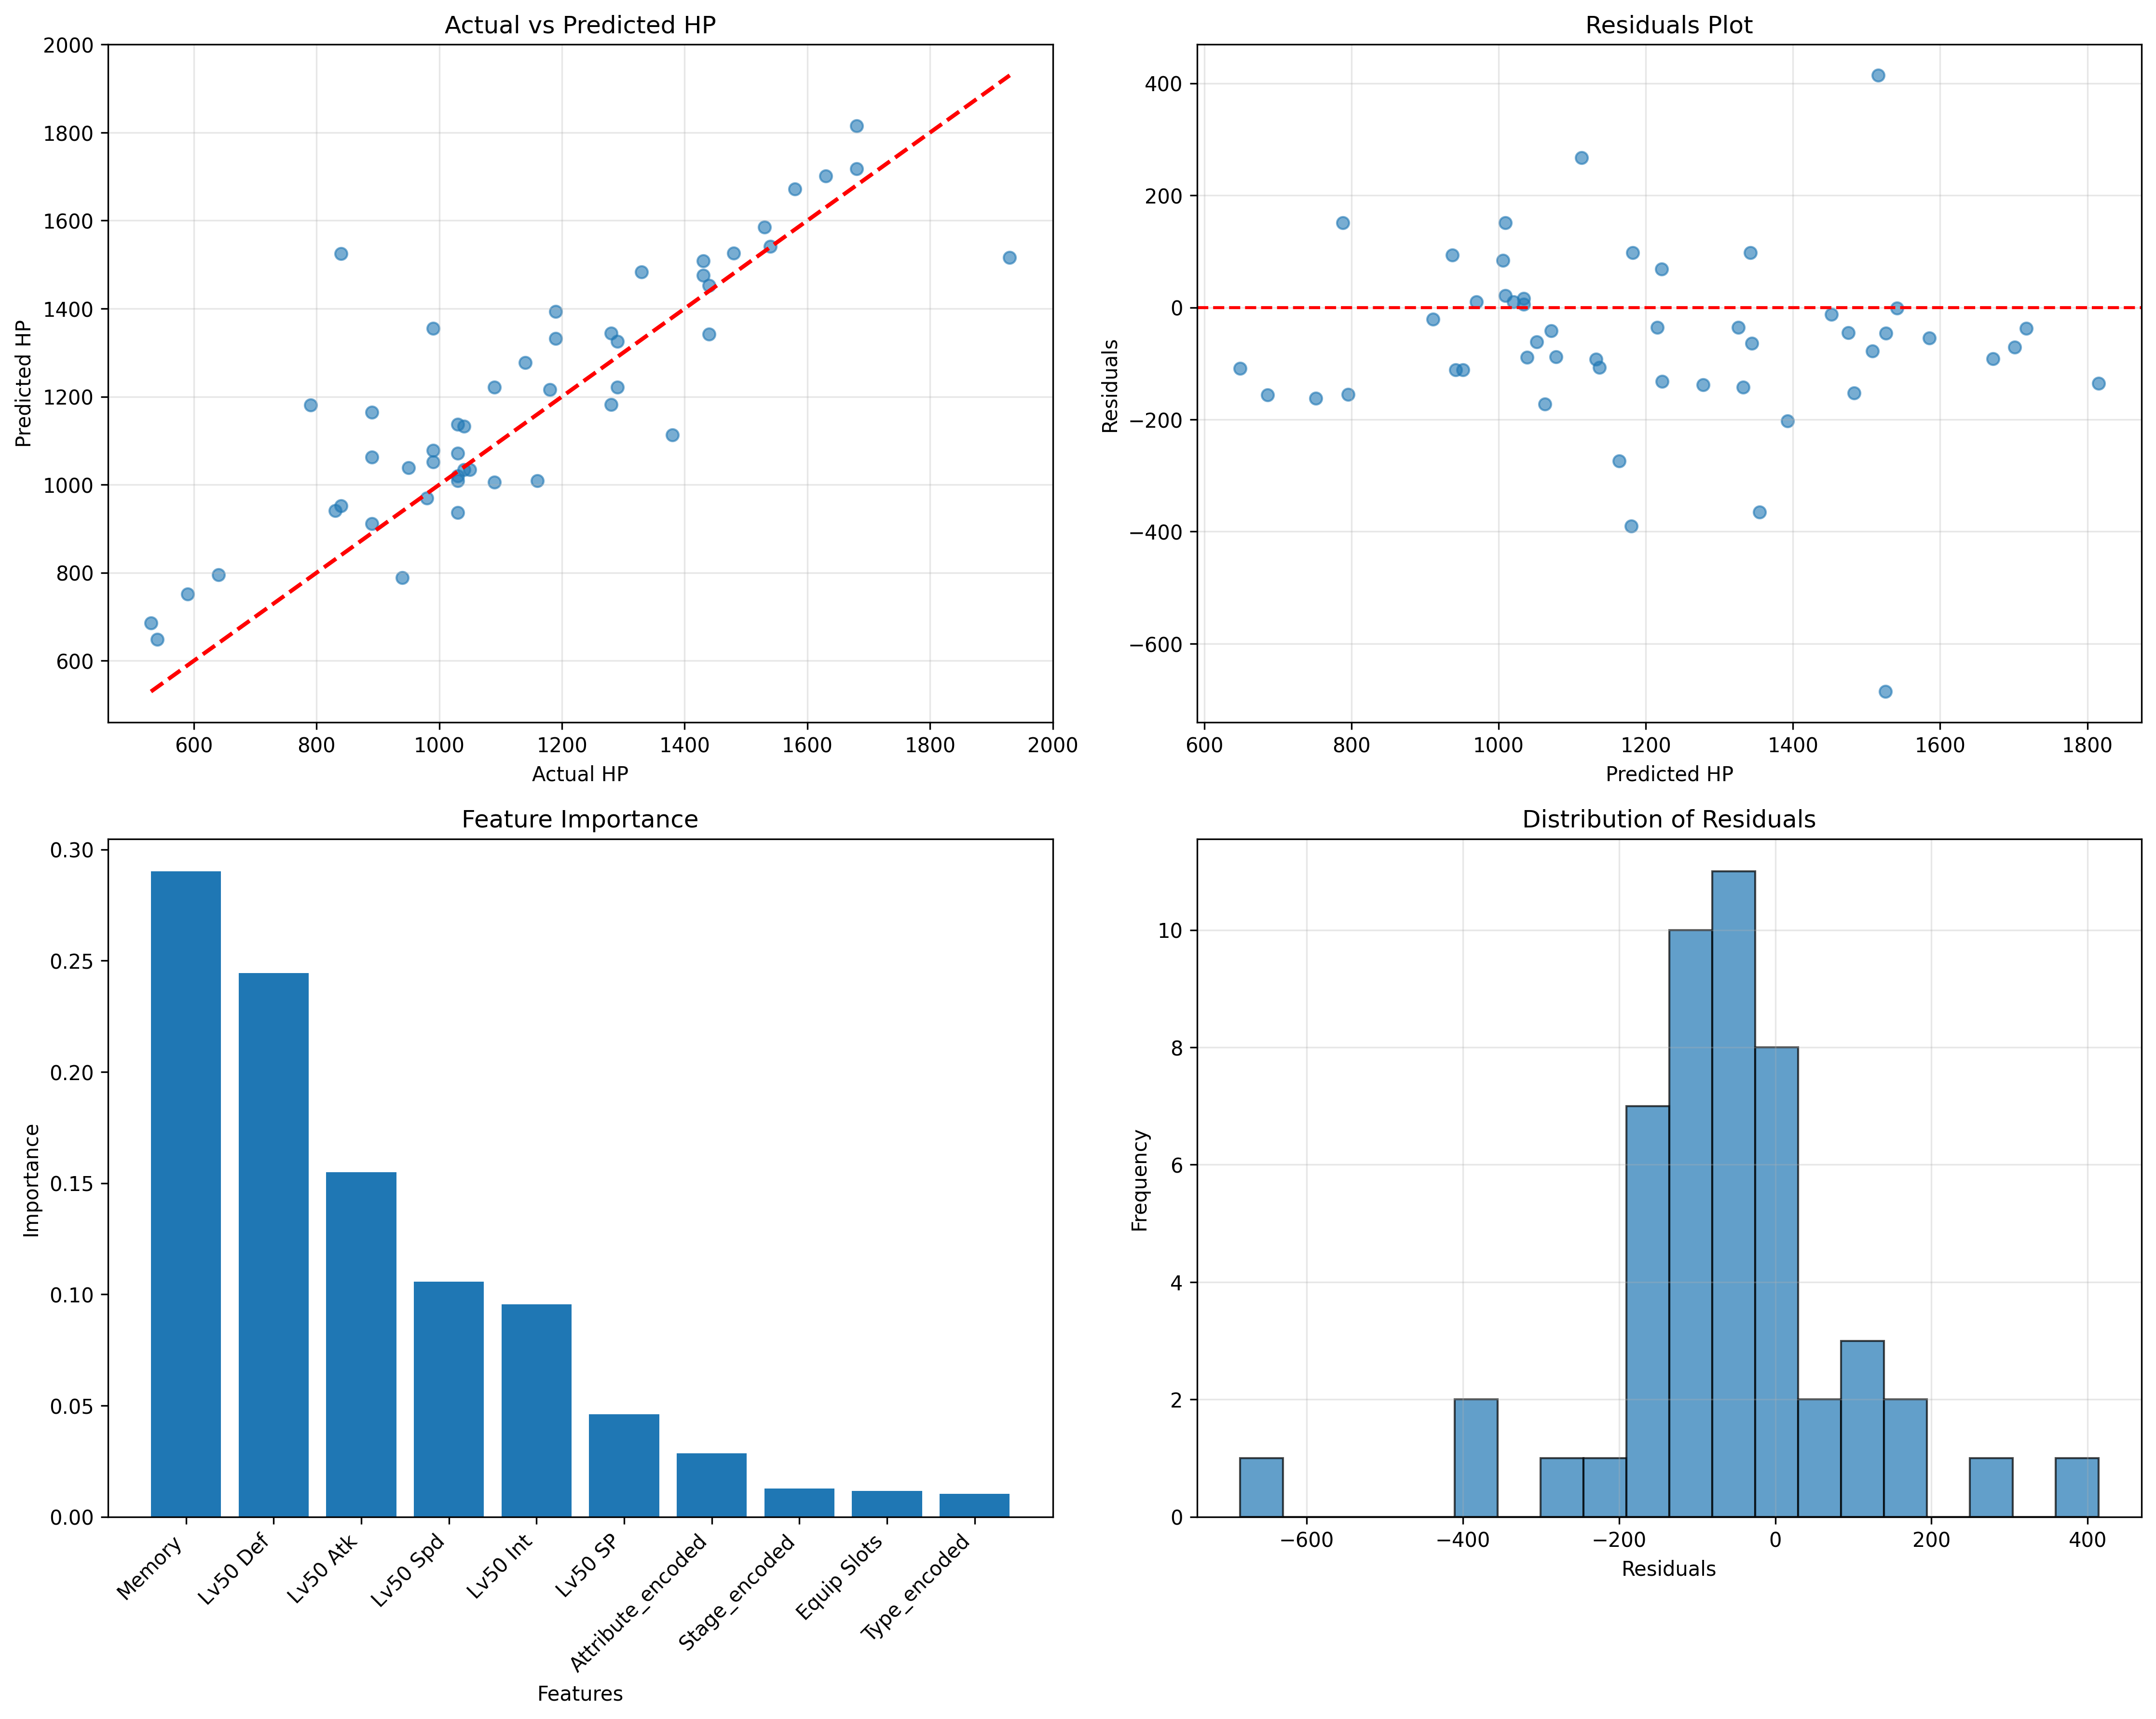 Actual vs Predicted HP
2000
1800
1600
1400
1200
1000
800
600
Predicted HP
600 800 1000 1200 1400 1600 1800 2000
Actual HP
Residuals Plot
400
200
0
−200
−400
−600
Residuals
600 800 1000 1200 1400 1600 1800
Predicted HP
Feature Importance
0.30
0.25
0.20
0.15
0.10
0.05
0.00
Importance
Memory
Lv50 Def
Lv50 Atk
Lv50 Spd
Lv50 Int
Lv50 SP
Attribute_encoded
Stage_encoded
Equip Slots
Type_encoded
Features
Distribution of Residuals
10
8
6
4
2
0
Frequency
−600 −400 −200 0 200 400
Residuals